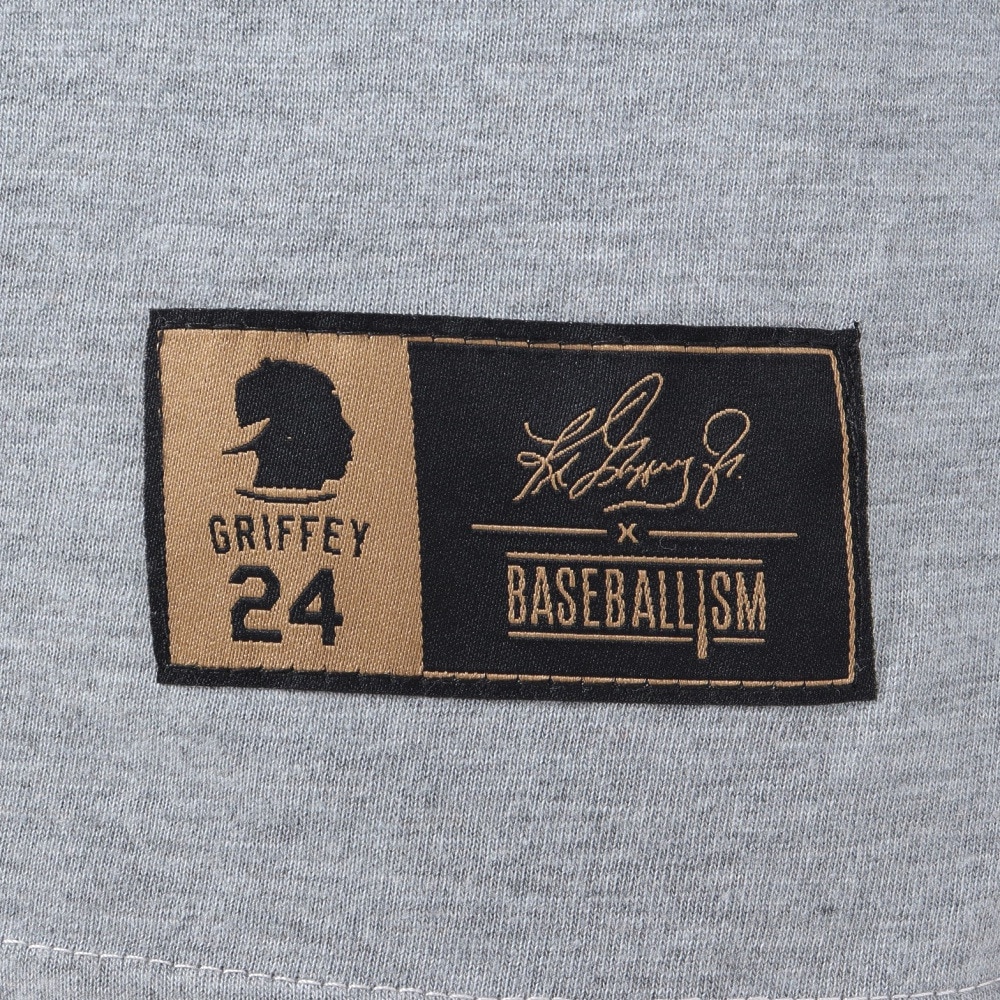 GRIFFEY
24
Ken Griffey Jr.
x
BASEBALLISM